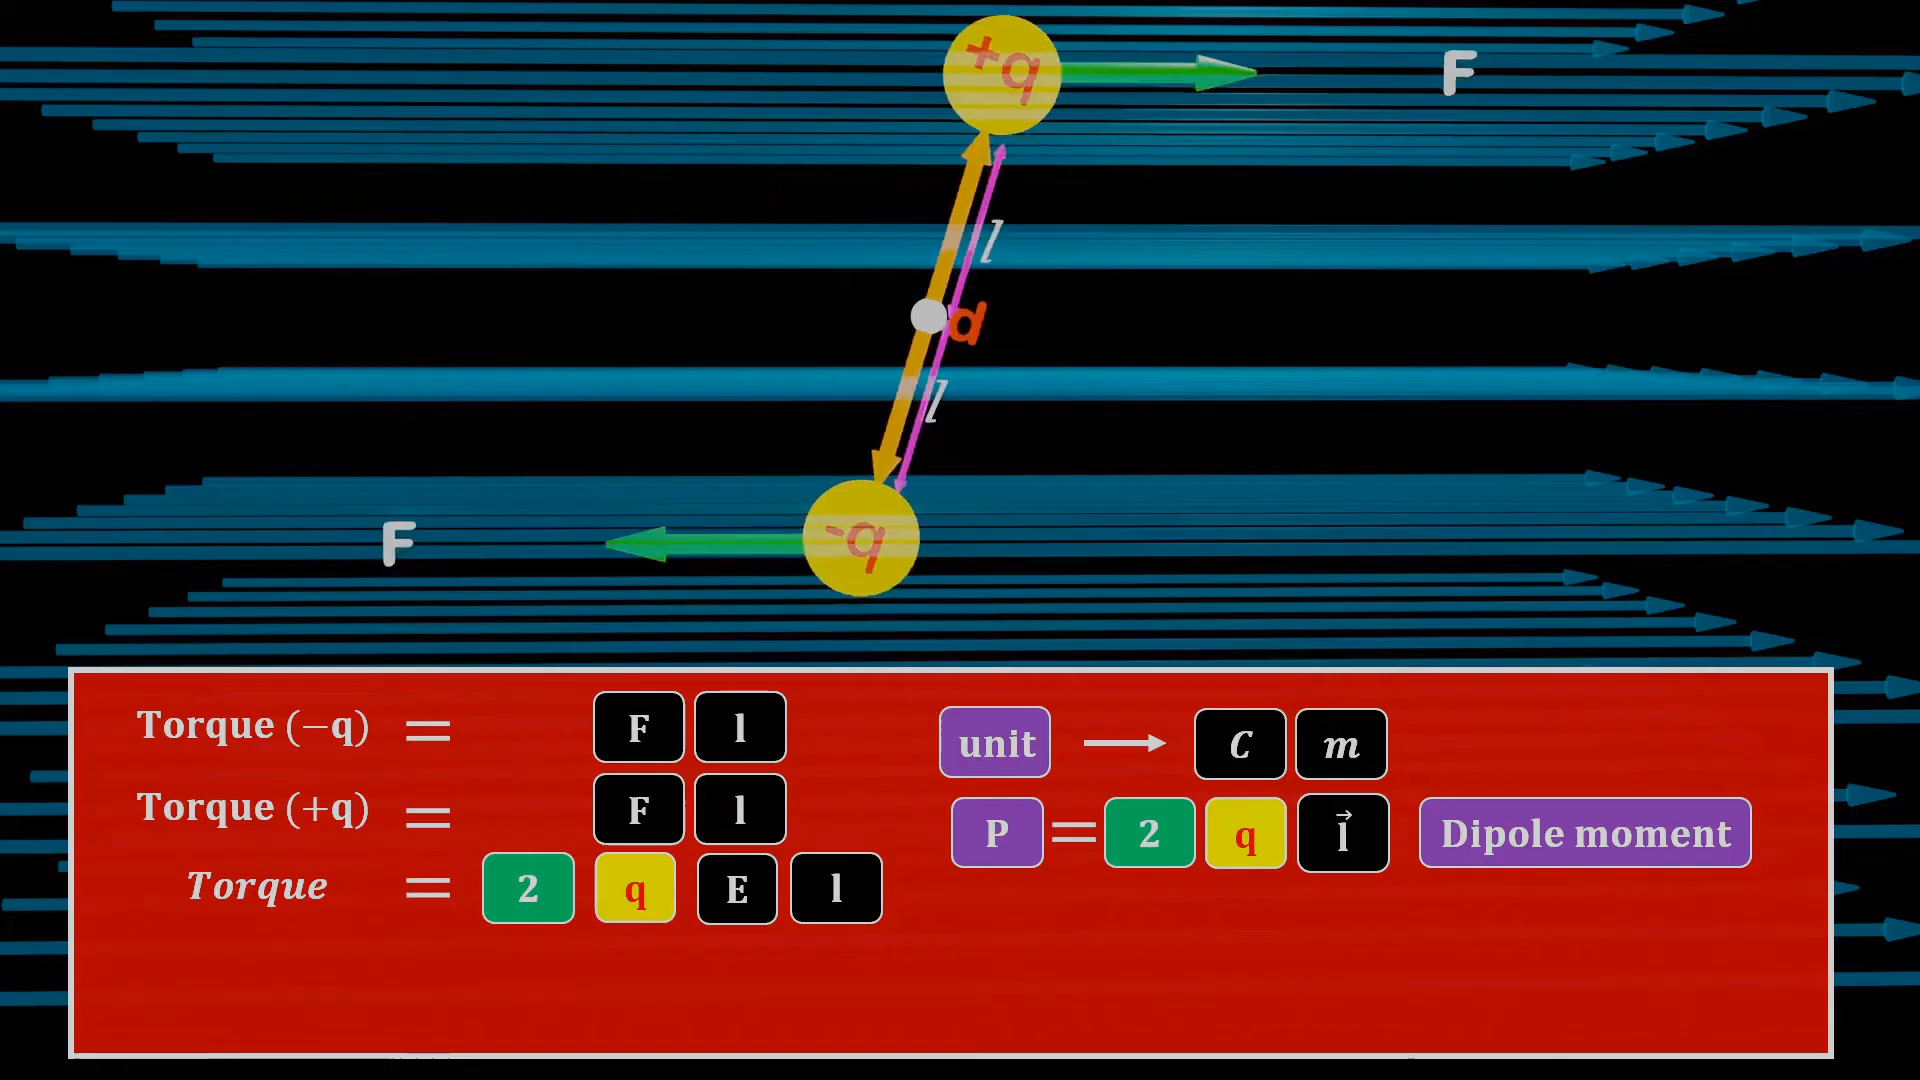 +q
F
l
d
l
F
-q
Torque (−q) = F l
Torque (+q) = F l
Torque = 2 q E l
unit → C m
P = 2 q l⃗ Dipole moment